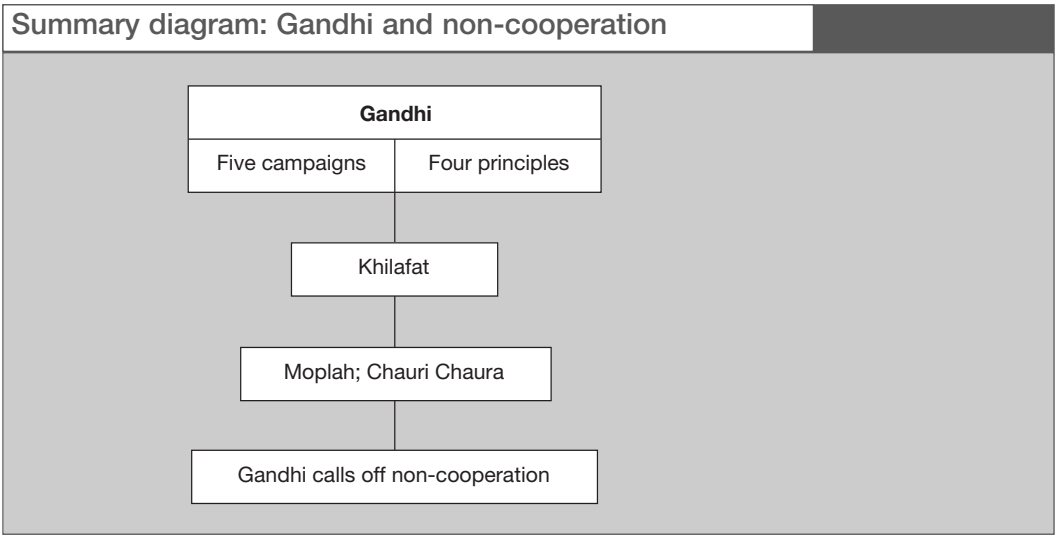 Summary diagram: Gandhi and non-cooperation
Gandhi
Five campaigns
Four principles
Khilafat
Moplah; Chauri Chaura
Gandhi calls off non-cooperation